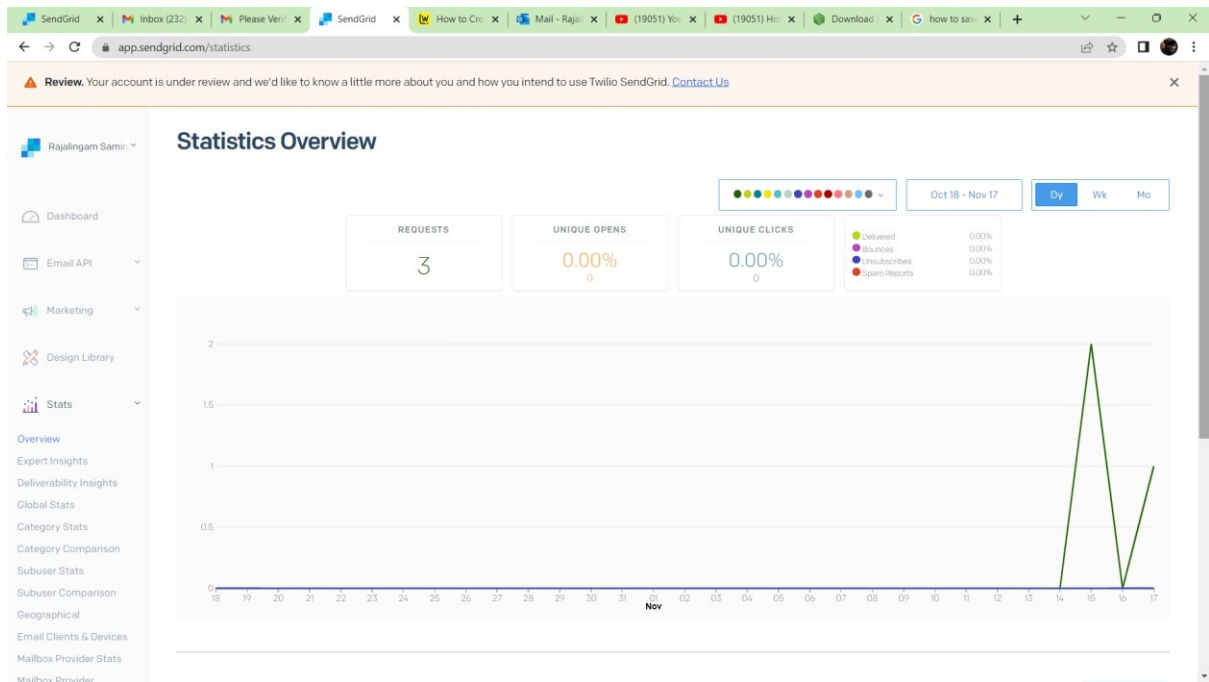 SendGrid
Inbox (232)
Please Verif
SendGrid
How to Cre
Mail - Rajali
(19051) You
(19051) Ho
Download
how to save
app.sendgrid.com/statistics
Review. Your account is under review and we'd like to know a little more about you and how you intend to use Twilio SendGrid. Contact Us
Rajalingam Samin
Statistics Overview
Oct 18 - Nov 17
Dy Wk Mo
Dashboard
Email API
Marketing
Design Library
Stats
Overview
Expert Insights
Deliverability Insights
Global Stats
Category Stats
Category Comparison
Subuser Stats
Subuser Comparison
Geographical
Email Clients & Devices
Mailbox Provider Stats
Mailbox Provider
REQUESTS
3
UNIQUE OPENS
0.00%
0
UNIQUE CLICKS
0.00%
0
Delivered 0.00%
Bounces 0.00%
Unsubscribes 0.00%
Spam Reports 0.00%
2
1.5
1
0.5
0
18 19 20 21 22 23 24 25 26 27 28 29 30 31 01 02 03 04 05 06 07 08 09 10 11 12 13 14 15 16 17
Nov